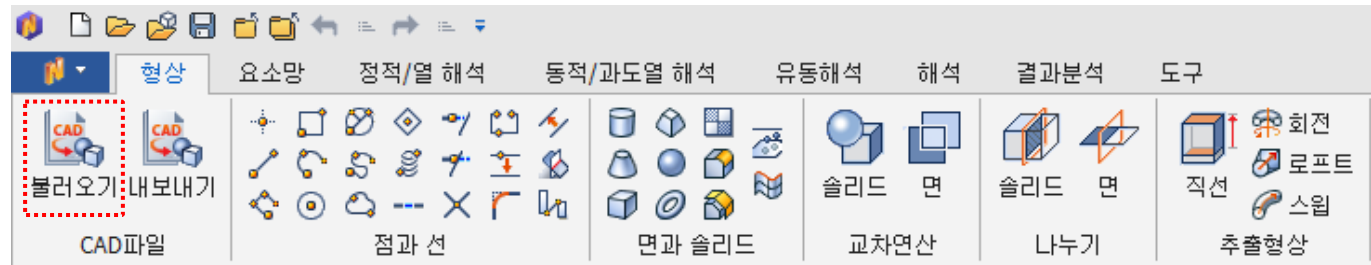 형상 요소망 정적/열 해석 동적/과도열 해석 유동해석 해석 결과분석 도구
CAD CAD
불러오기 내보내기
솔리드 면
솔리드 면
직선
회전
로프트
스윕
CAD파일 점과 선 면과 솔리드 교차연산 나누기 추출형상